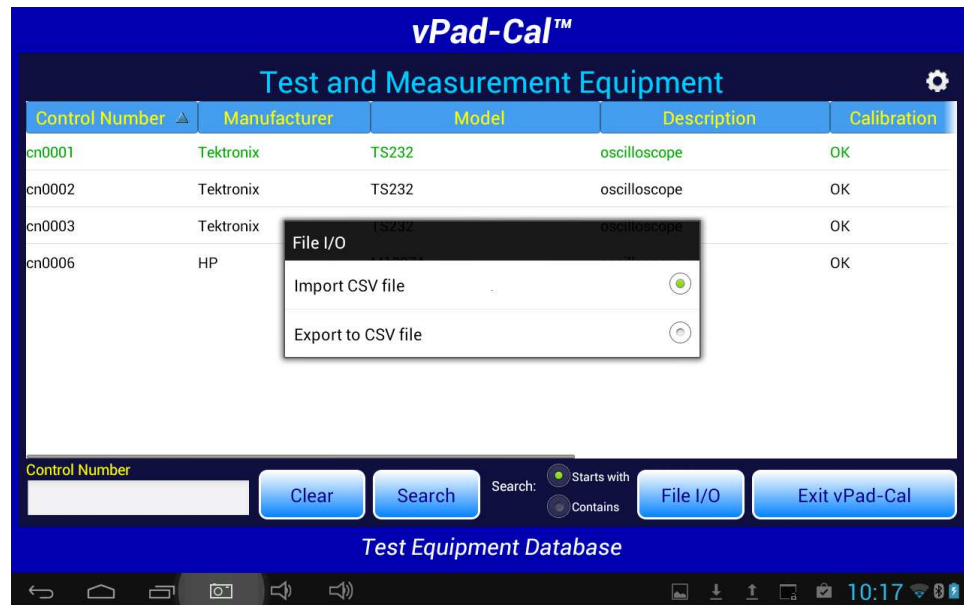 vPad-Cal™
Test and Measurement Equipment
Control Number Manufacturer Model Description Calibration
cn0001 Tektronix TS232 oscilloscope OK
cn0002 Tektronix TS232 oscilloscope OK
cn0003 Tektronix TS232 oscilloscope OK
cn0006 HP OK
File I/O
Import CSV file
Export to CSV file
Control Number
Clear
Search
Search:
Starts with
Contains
File I/O
Exit vPad-Cal
Test Equipment Database
10:17